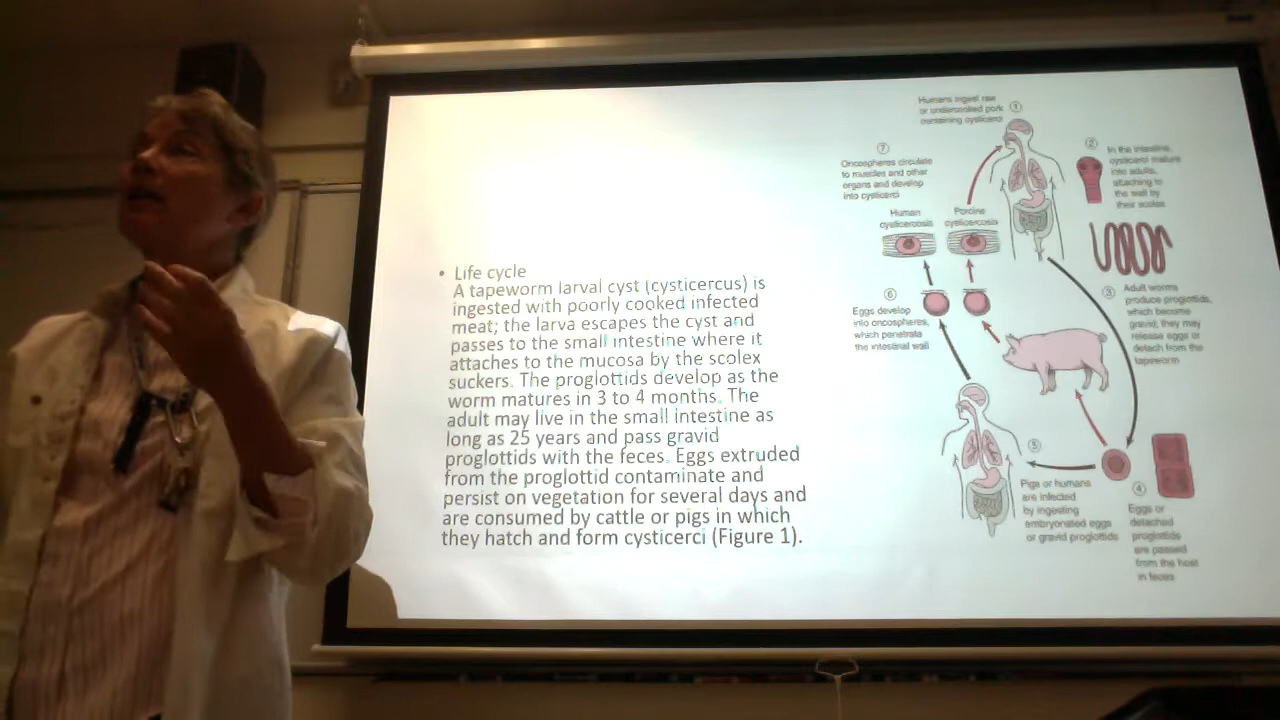 • Life cycle
A tapeworm larval cyst (cysticercus) is
ingested with poorly cooked infected
meat; the larva escapes the cyst and
passes to the small intestine where it
attaches to the mucosa by the scolex
suckers. The proglottids develop as the
worm matures in 3 to 4 months. The
adult may live in the small intestine as
long as 25 years and pass gravid
proglottids with the feces. Eggs extruded
from the proglottid contaminate and
persist on vegetation for several days and
are consumed by cattle or pigs in which
they hatch and form cysticerci (Figure 1).
Humans ingest raw
or undercooked pork
containing cysticerci
1
2
In the intestine,
cysticerci mature
into adults,
attaching to
the wall by
their scolex
3
Adult worms
produce proglottids,
which become
gravid; they may
release eggs or
detach from the
tapeworm
4
Eggs or
detached
proglottids
are passed
from the host
in feces
5
Pigs or humans
are infected
by ingesting
embryonated eggs
or gravid proglottids
6
Eggs develop
into oncospheres,
which penetrate
the intestinal wall
7
Oncospheres circulate
to muscles and other
organs and develop
into cysticerci
Human
cysticercosis
Porcine
cysticercosis